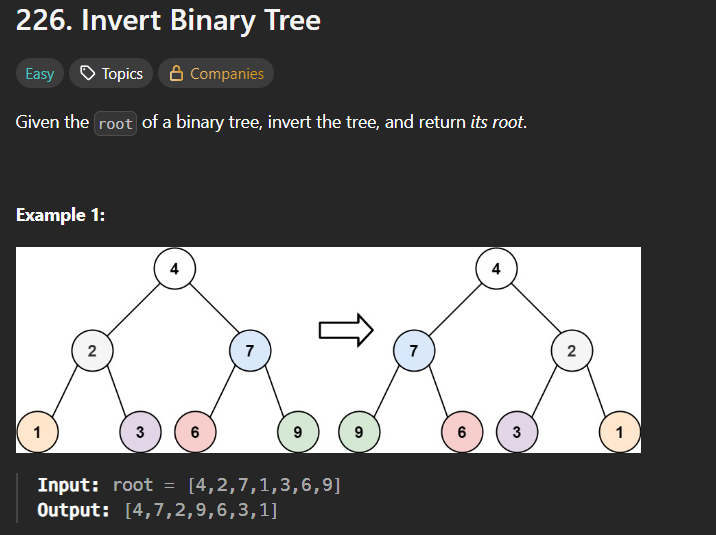 226. Invert Binary Tree
Easy Topics Companies
Given the root of a binary tree, invert the tree, and return its root.
Example 1:
4 4
2 7 7 2
1 3 6 9 9 6 3 1
Input: root = [4,2,7,1,3,6,9]
Output: [4,7,2,9,6,3,1]